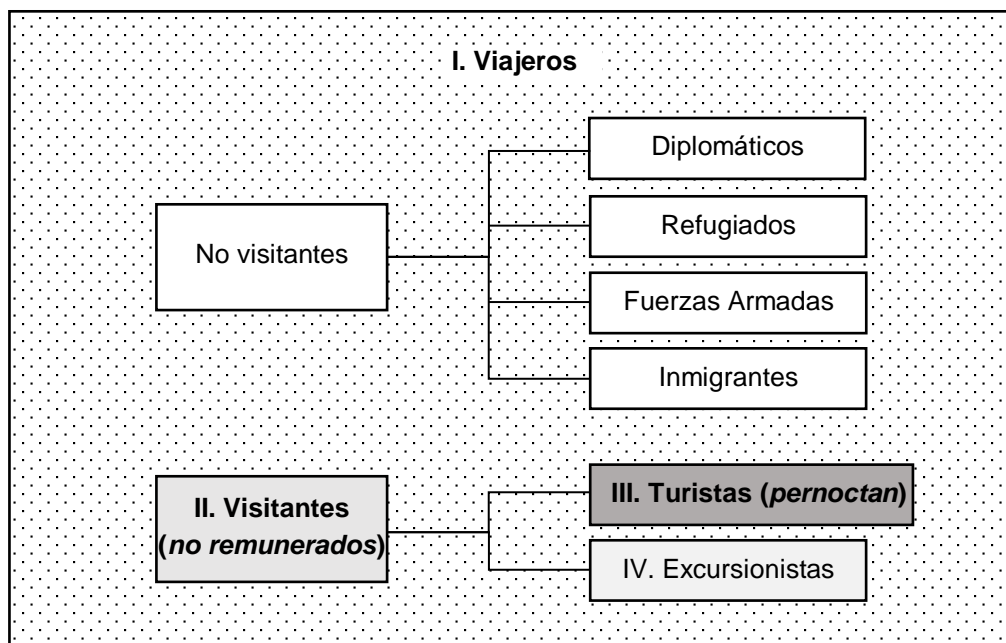 I. Viajeros
Diplomáticos
Refugiados
No visitantes
Fuerzas Armadas
Inmigrantes
II. Visitantes
(no remunerados)
III. Turistas (pernoctan)
IV. Excursionistas